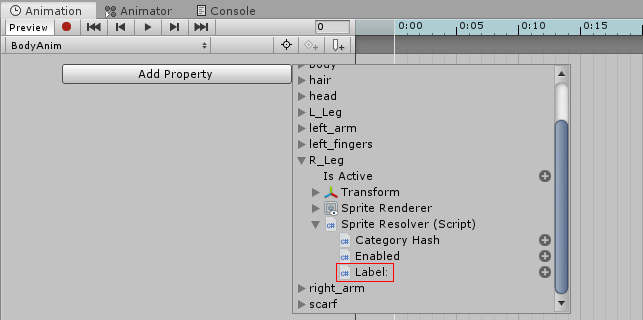 Animation Animator Console
Preview 0 0:00 0:05 0:10 0:15
BodyAnim
Add Property
Body
hair
head
L_Leg
left_arm
left_fingers
R_Leg
Is Active
Transform
Sprite Renderer
Sprite Resolver (Script)
c# Category Hash
c# Enabled
c# Label:
right_arm
scarf